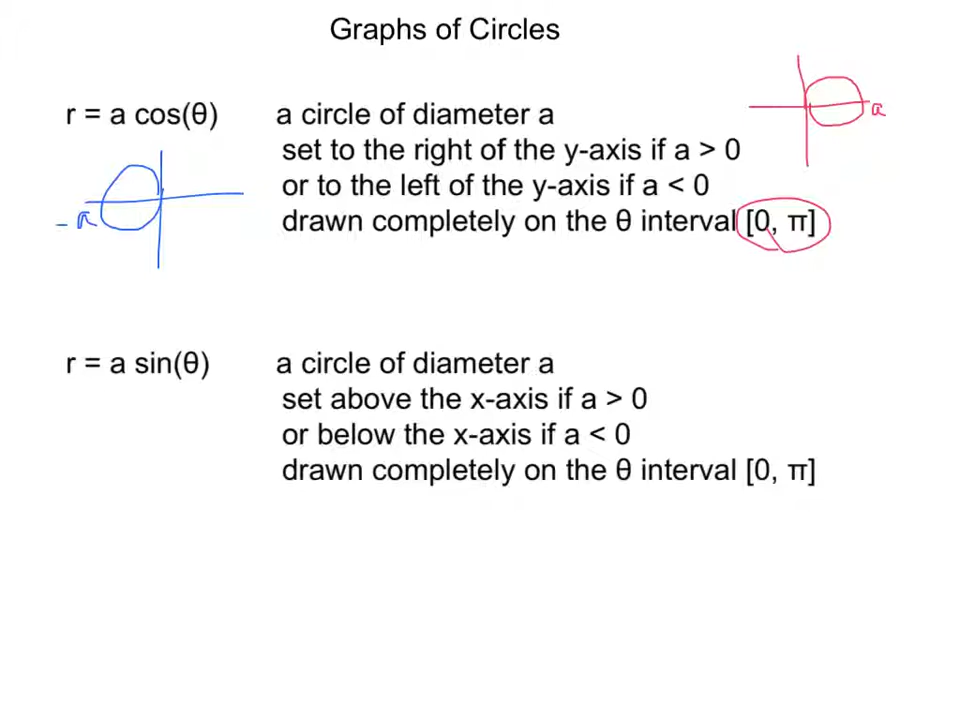 Graphs of Circles
r = a cos(θ)
a circle of diameter a
set to the right of the y-axis if a > 0
or to the left of the y-axis if a < 0
drawn completely on the θ interval [0, π]
a
- a
r = a sin(θ)
a circle of diameter a
set above the x-axis if a > 0
or below the x-axis if a < 0
drawn completely on the θ interval [0, π]